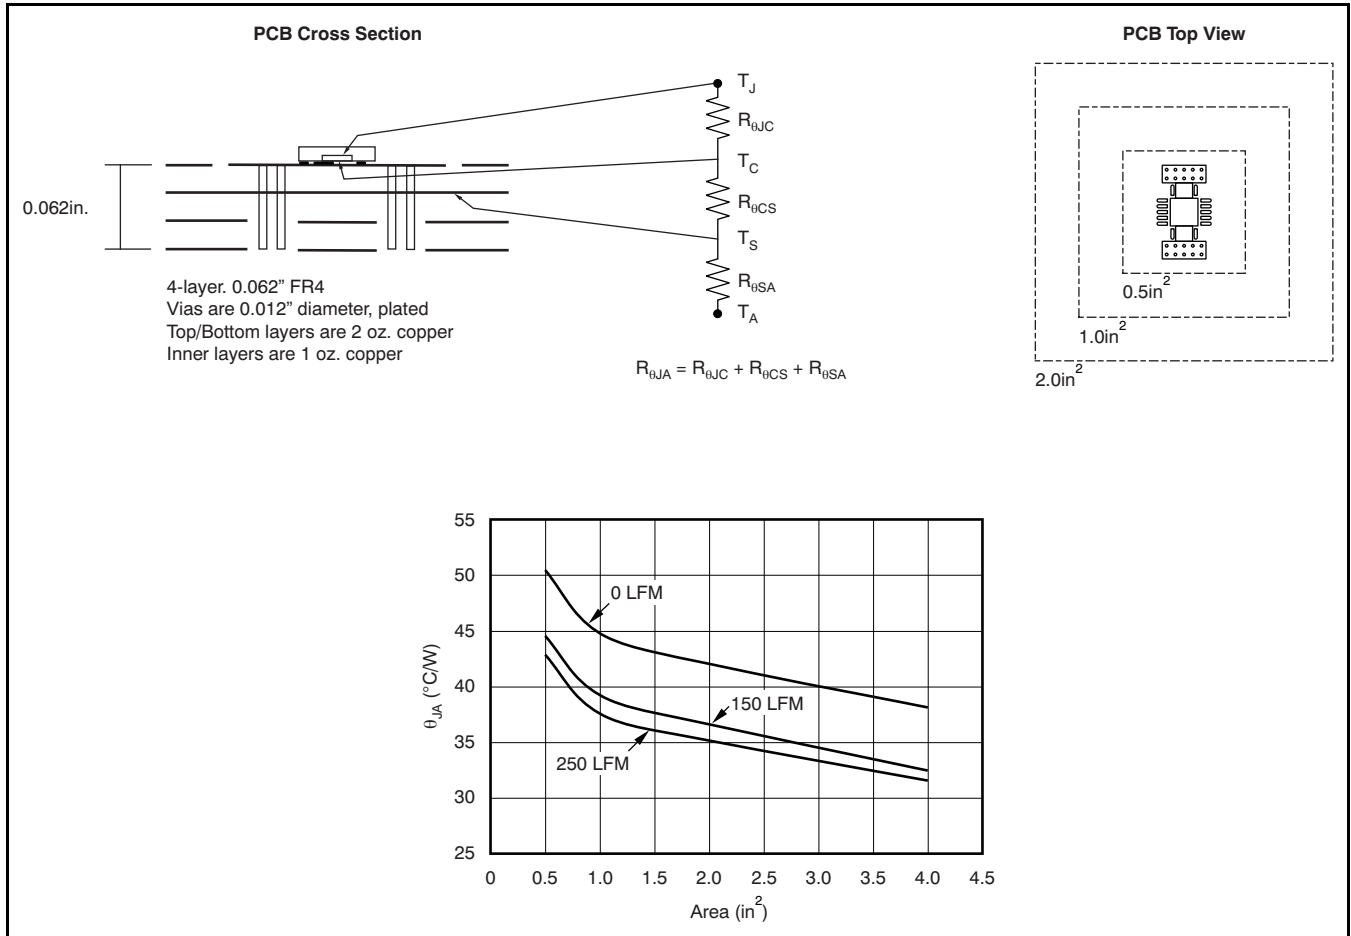 PCB Cross Section
PCB Top View
T_J
R_θJC
T_C
R_θCS
T_S
R_θSA
T_A
0.062in.
4-layer. 0.062” FR4
Vias are 0.012” diameter, plated
Top/Bottom layers are 2 oz. copper
Inner layers are 1 oz. copper
R_θJA = R_θJC + R_θCS + R_θSA
0.5in²
1.0in²
2.0in²
55
50
45
40
35
30
25
θ_JA (°C/W)
0 LFM
150 LFM
250 LFM
0 0.5 1.0 1.5 2.0 2.5 3.0 3.5 4.0 4.5
Area (in²)